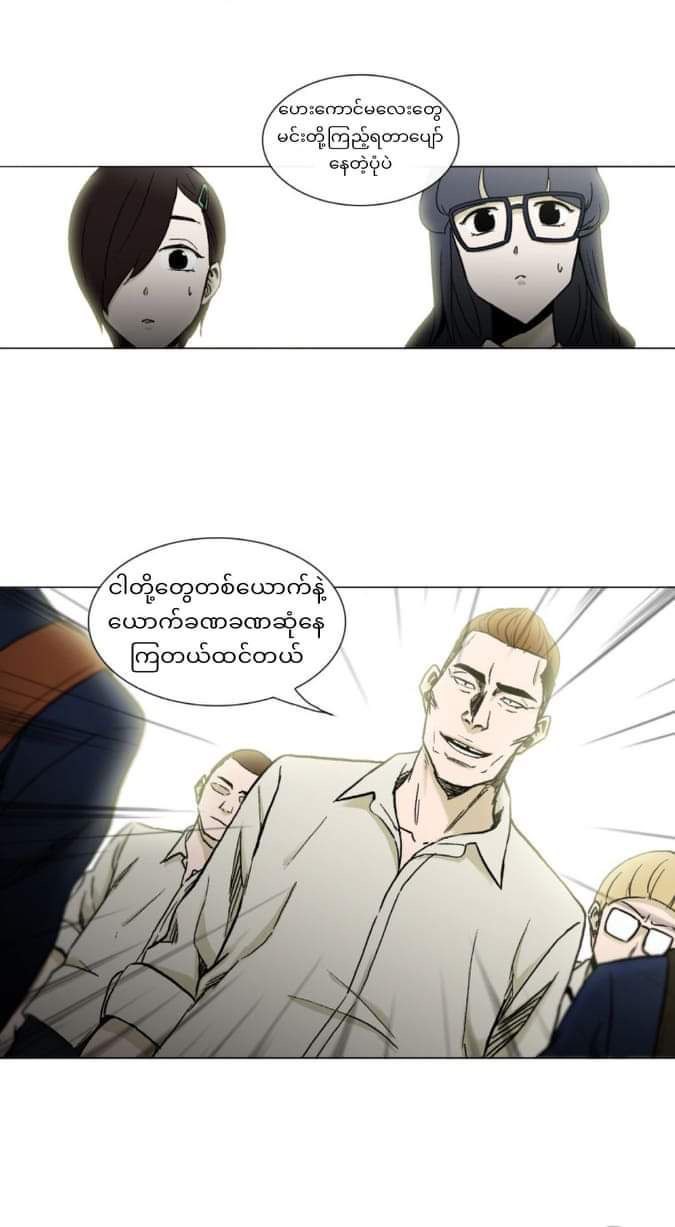 ဟေးကောင်မလေးတွေ
မင်းတို့ကြည့်ရတာပျော်
နေတဲ့ပုံပဲ
ငါတို့တွေတစ်ယောက်နဲ့
ယောက်ခဏခဏဆုံနေ
ကြတယ်ထင်တယ်